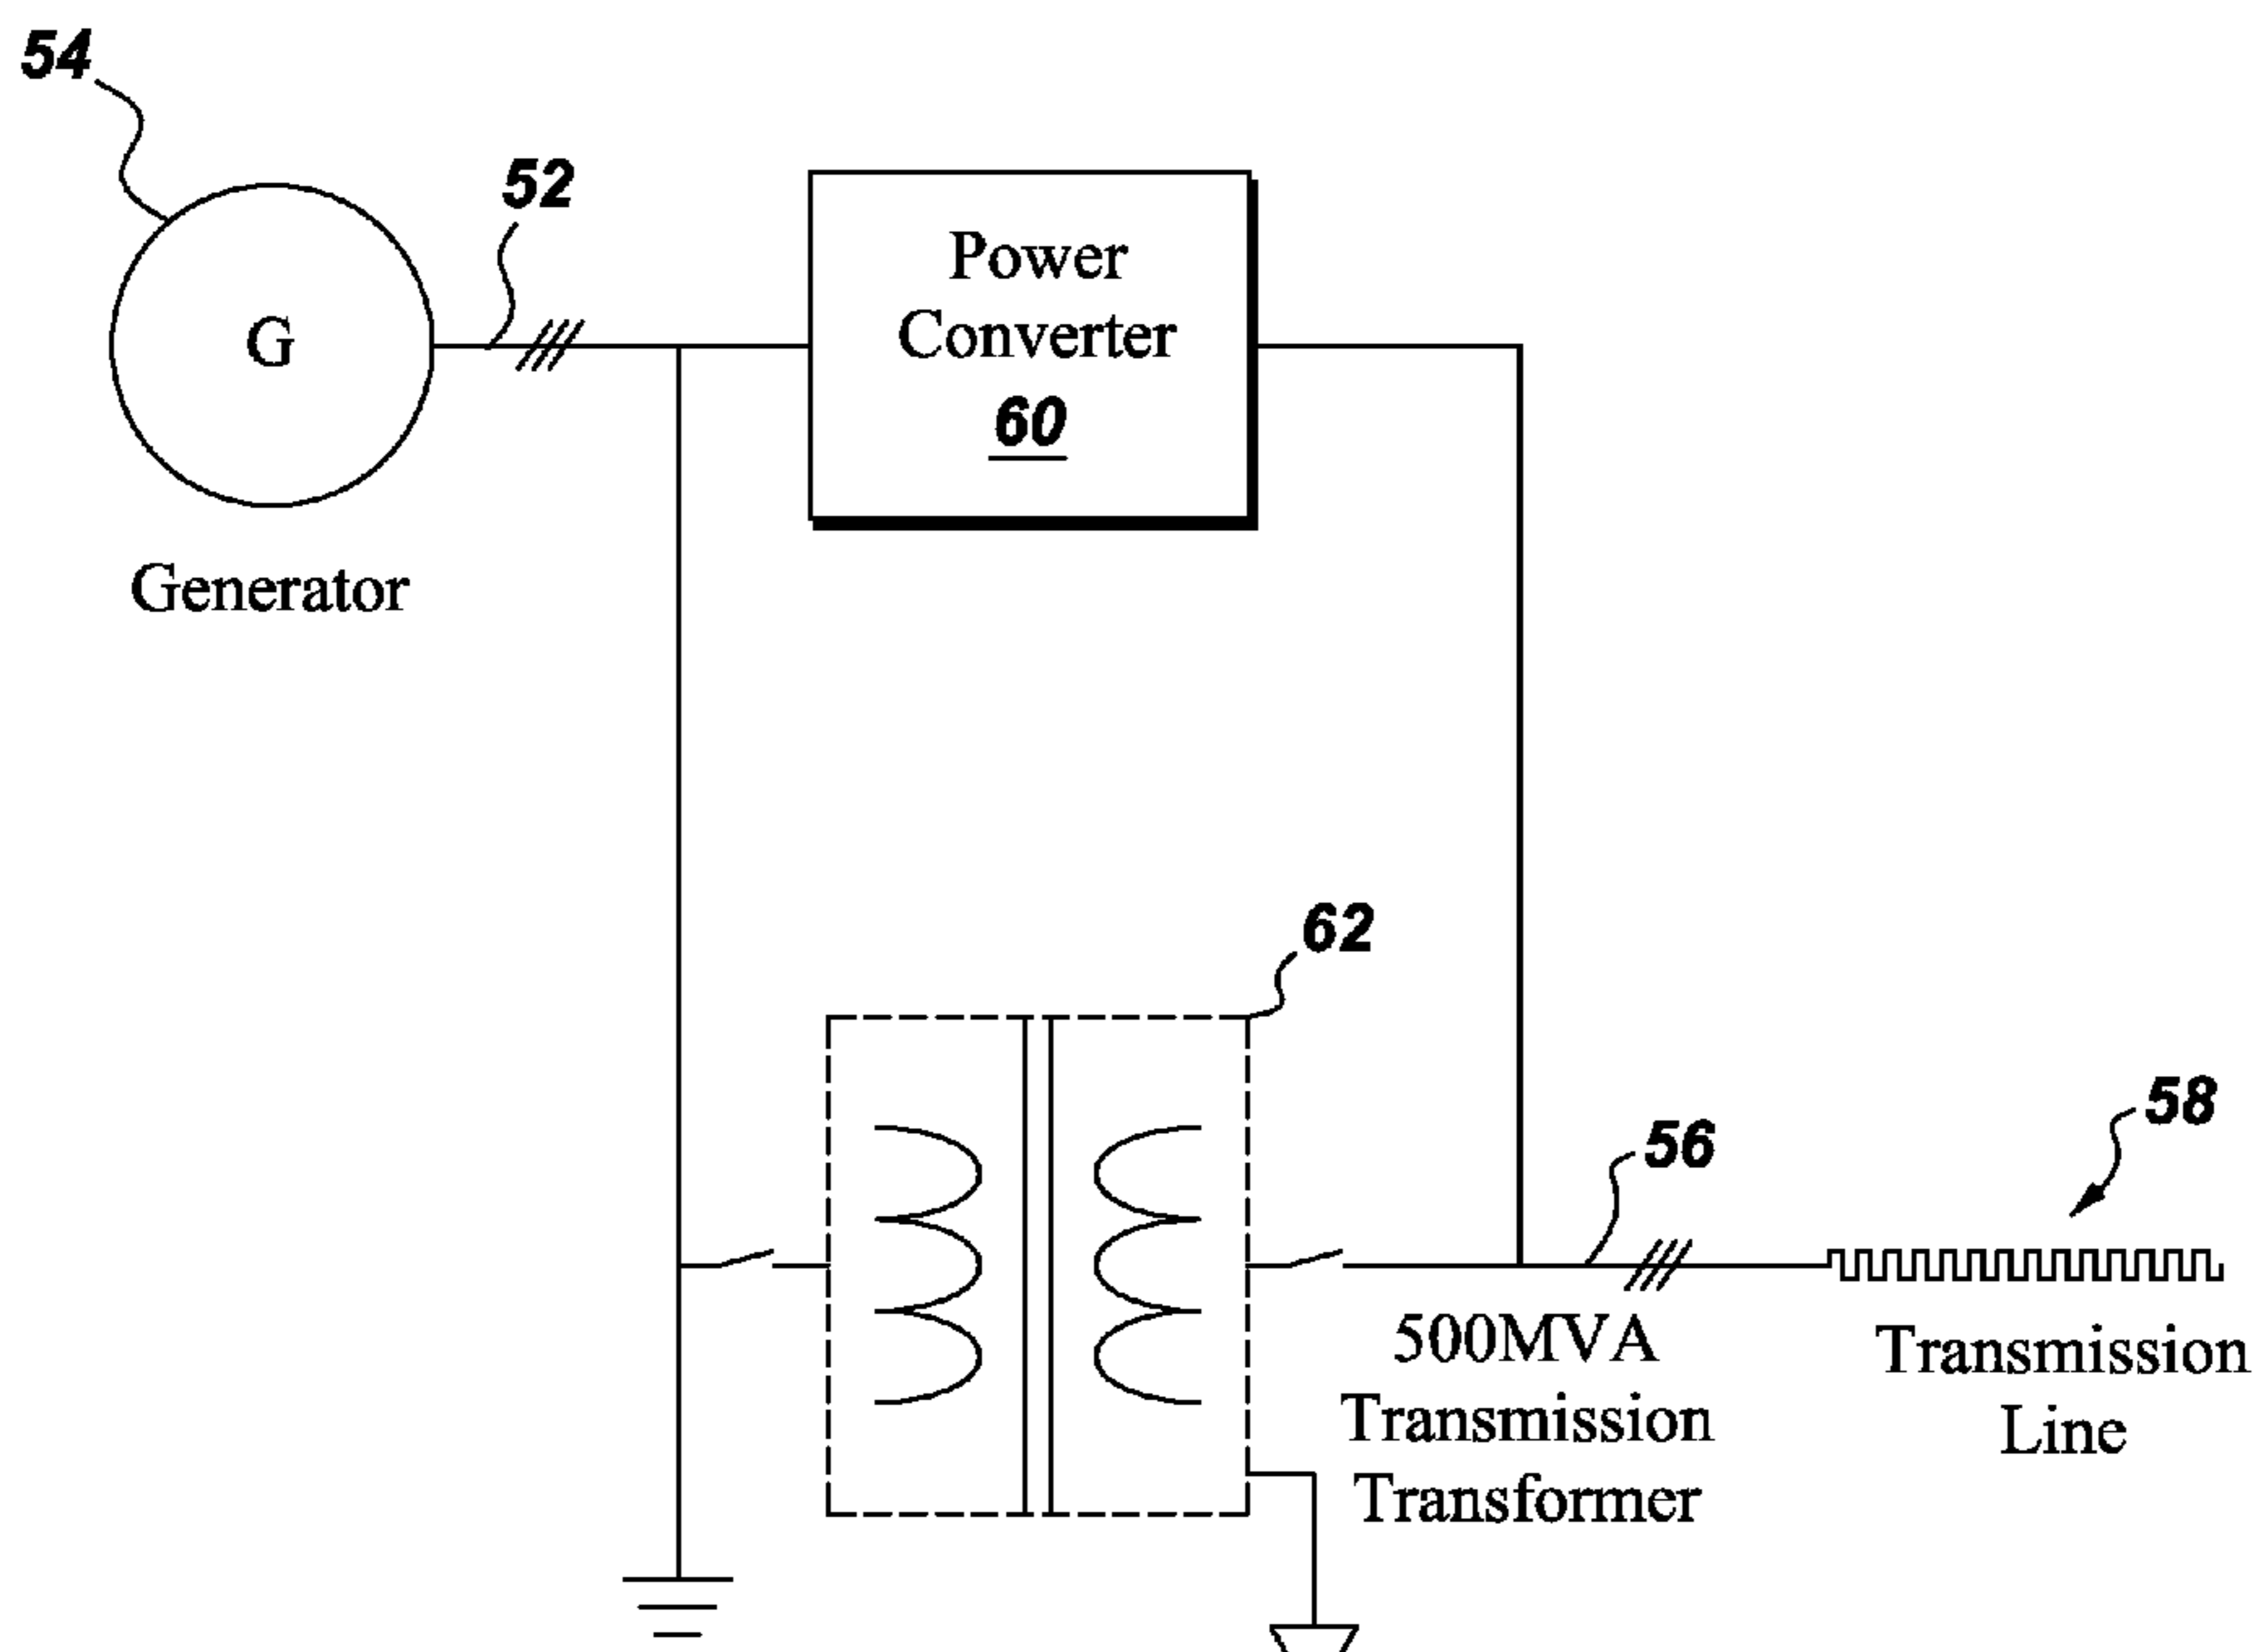 54
52
G
Generator
Power
Converter
60
62
56
58
500MVA
Transmission
Transformer
Transmission
Line